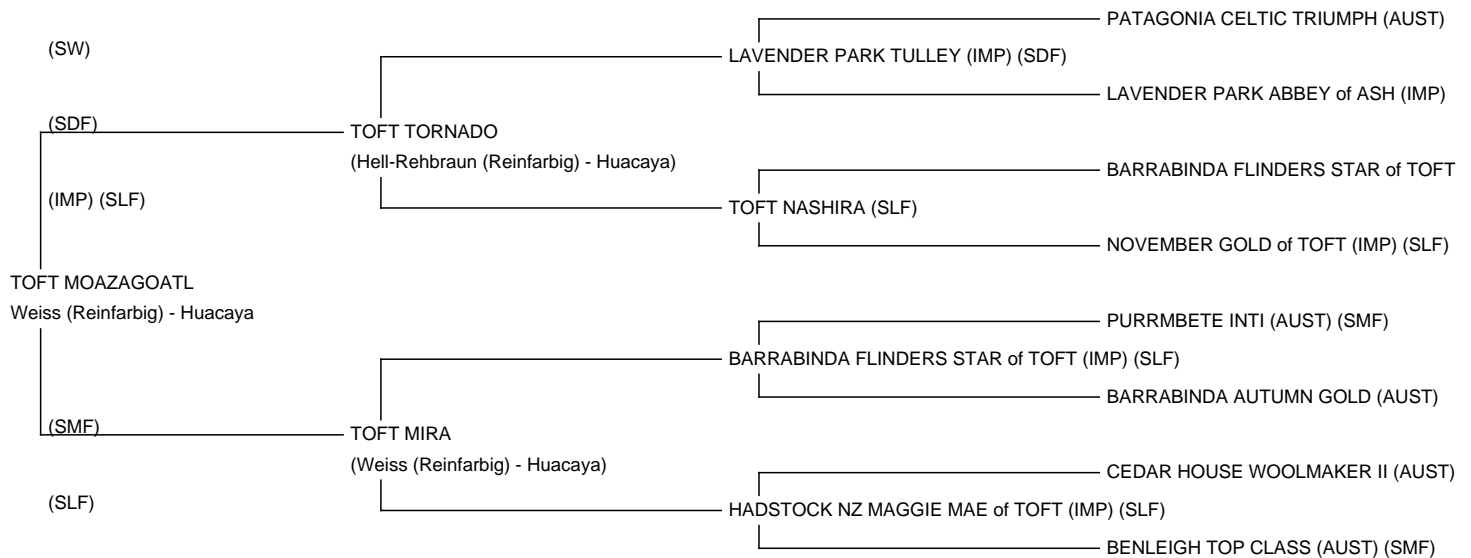 PATAGONIA CELTIC TRIUMPH (AUST)
(SW)
LAVENDER PARK TULLEY (IMP) (SDF)
LAVENDER PARK ABBEY of ASH (IMP)
(SDF)
TOFT TORNADO
(Hell-Rehbraun (Reinfarbig) - Huacaya)
BARRABINDA FLINDERS STAR of TOFT
(IMP) (SLF)
TOFT NASHIRA (SLF)
NOVEMBER GOLD of TOFT (IMP) (SLF)
TOFT MOAZAGOATL
Weiss (Reinfarbig) - Huacaya
PURRMBETE INTI (AUST) (SMF)
BARRABINDA FLINDERS STAR of TOFT (IMP) (SLF)
BARRABINDA AUTUMN GOLD (AUST)
(SMF)
TOFT MIRA
(Weiss (Reinfarbig) - Huacaya)
CEDAR HOUSE WOOLMAKER II (AUST)
(SLF)
HADSTOCK NZ MAGGIE MAE of TOFT (IMP) (SLF)
BENLEIGH TOP CLASS (AUST) (SMF)